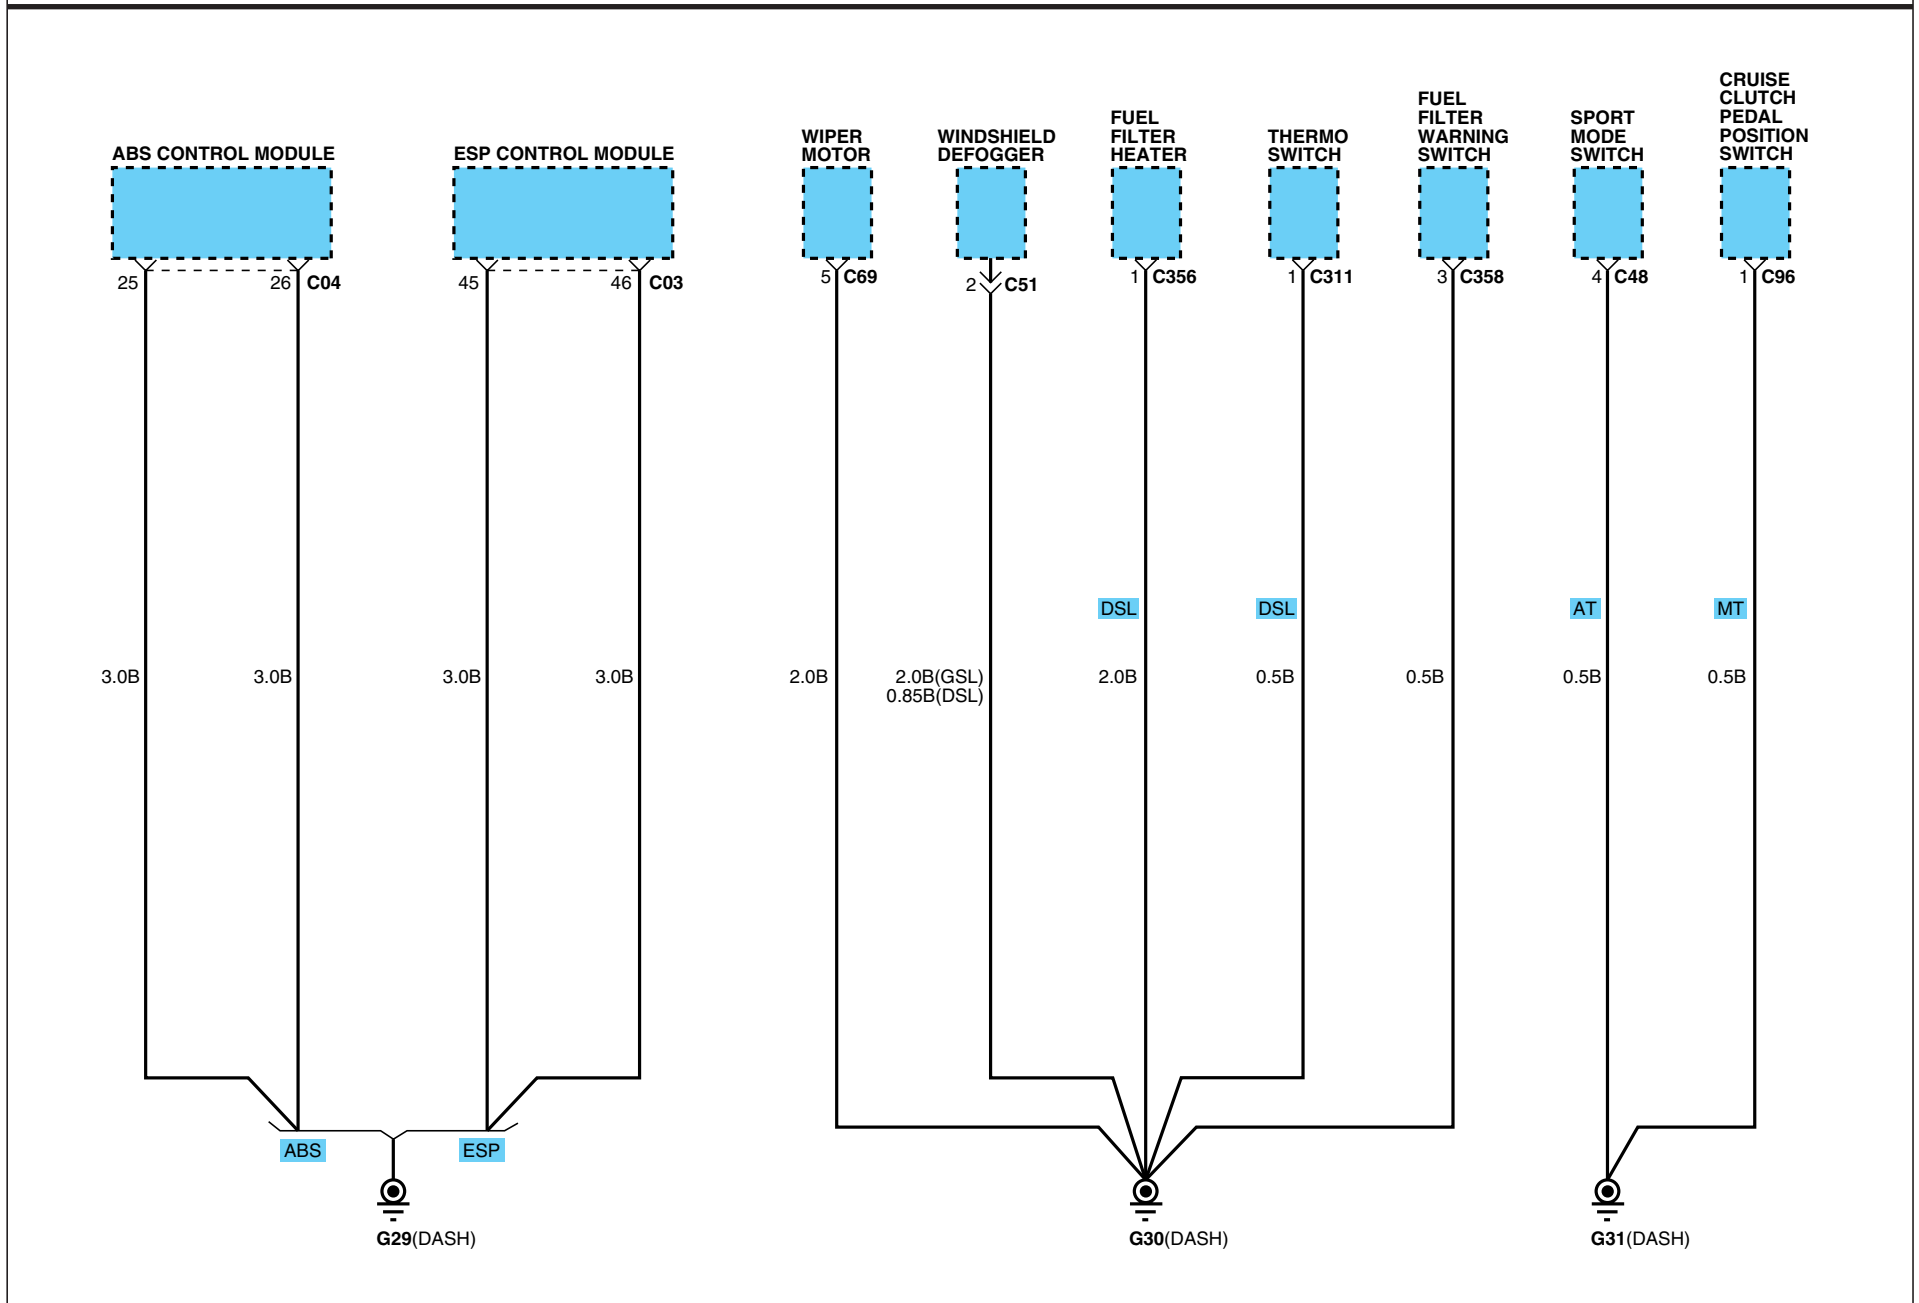 ABS CONTROL MODULE
ESP CONTROL MODULE
WIPER
MOTOR
WINDSHIELD
DEFOGGER
FUEL
FILTER
HEATER
THERMO
SWITCH
FUEL
FILTER
WARNING
SWITCH
SPORT
MODE
SWITCH
CRUISE
CLUTCH
PEDAL
POSITION
SWITCH
25
26 C04
45
46 C03
5 C69
2 C51
1 C356
1 C311
3 C358
4 C48
1 C96
DSL
DSL
AT
MT
3.0B
3.0B
3.0B
3.0B
2.0B
2.0B(GSL)
0.85B(DSL)
2.0B
0.5B
0.5B
0.5B
0.5B
ABS
ESP
G29(DASH)
G30(DASH)
G31(DASH)